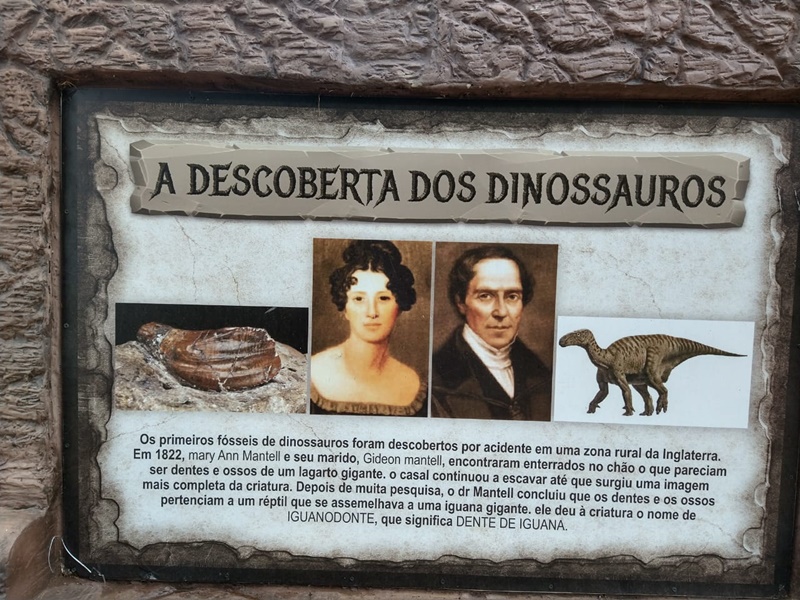 A DESCOBERTA DOS DINOSSAUROS
Os primeiros fósseis de dinossauros foram descobertos por acidente em uma zona rural da Inglaterra.
Em 1822, mary Ann Mantell e seu marido, Gideon mantell, encontraram enterrados no chão o que pareciam
ser dentes e ossos de um lagarto gigante. o casal continuou a escavar até que surgiu uma imagem
mais completa da criatura. Depois de muita pesquisa, o dr Mantell concluiu que os dentes e os ossos
pertenciam a um réptil que se assemelhava a uma iguana gigante. ele deu à criatura o nome de
IGUANODONTE, que significa DENTE DE IGUANA.